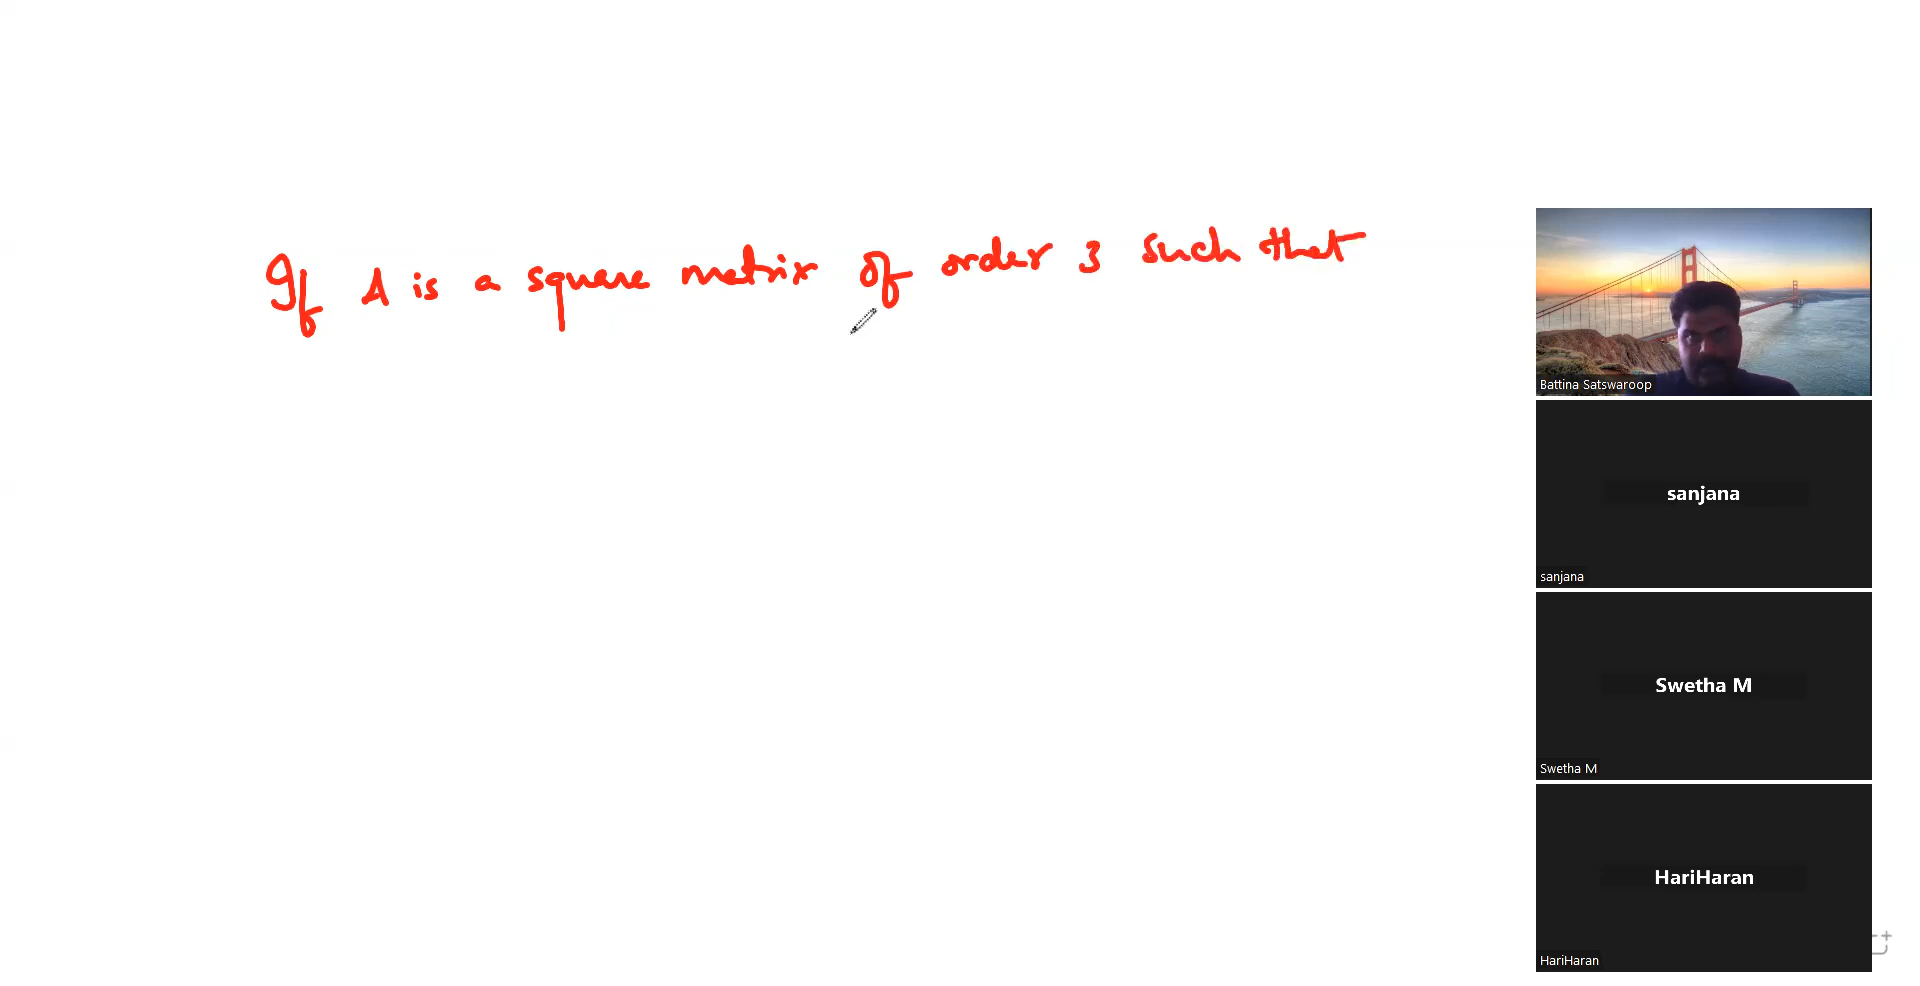 If A is a square matrix of order 3 such that
Battina Satswaroop
sanjana
sanjana
Swetha M
Swetha M
HariHaran
HariHaran